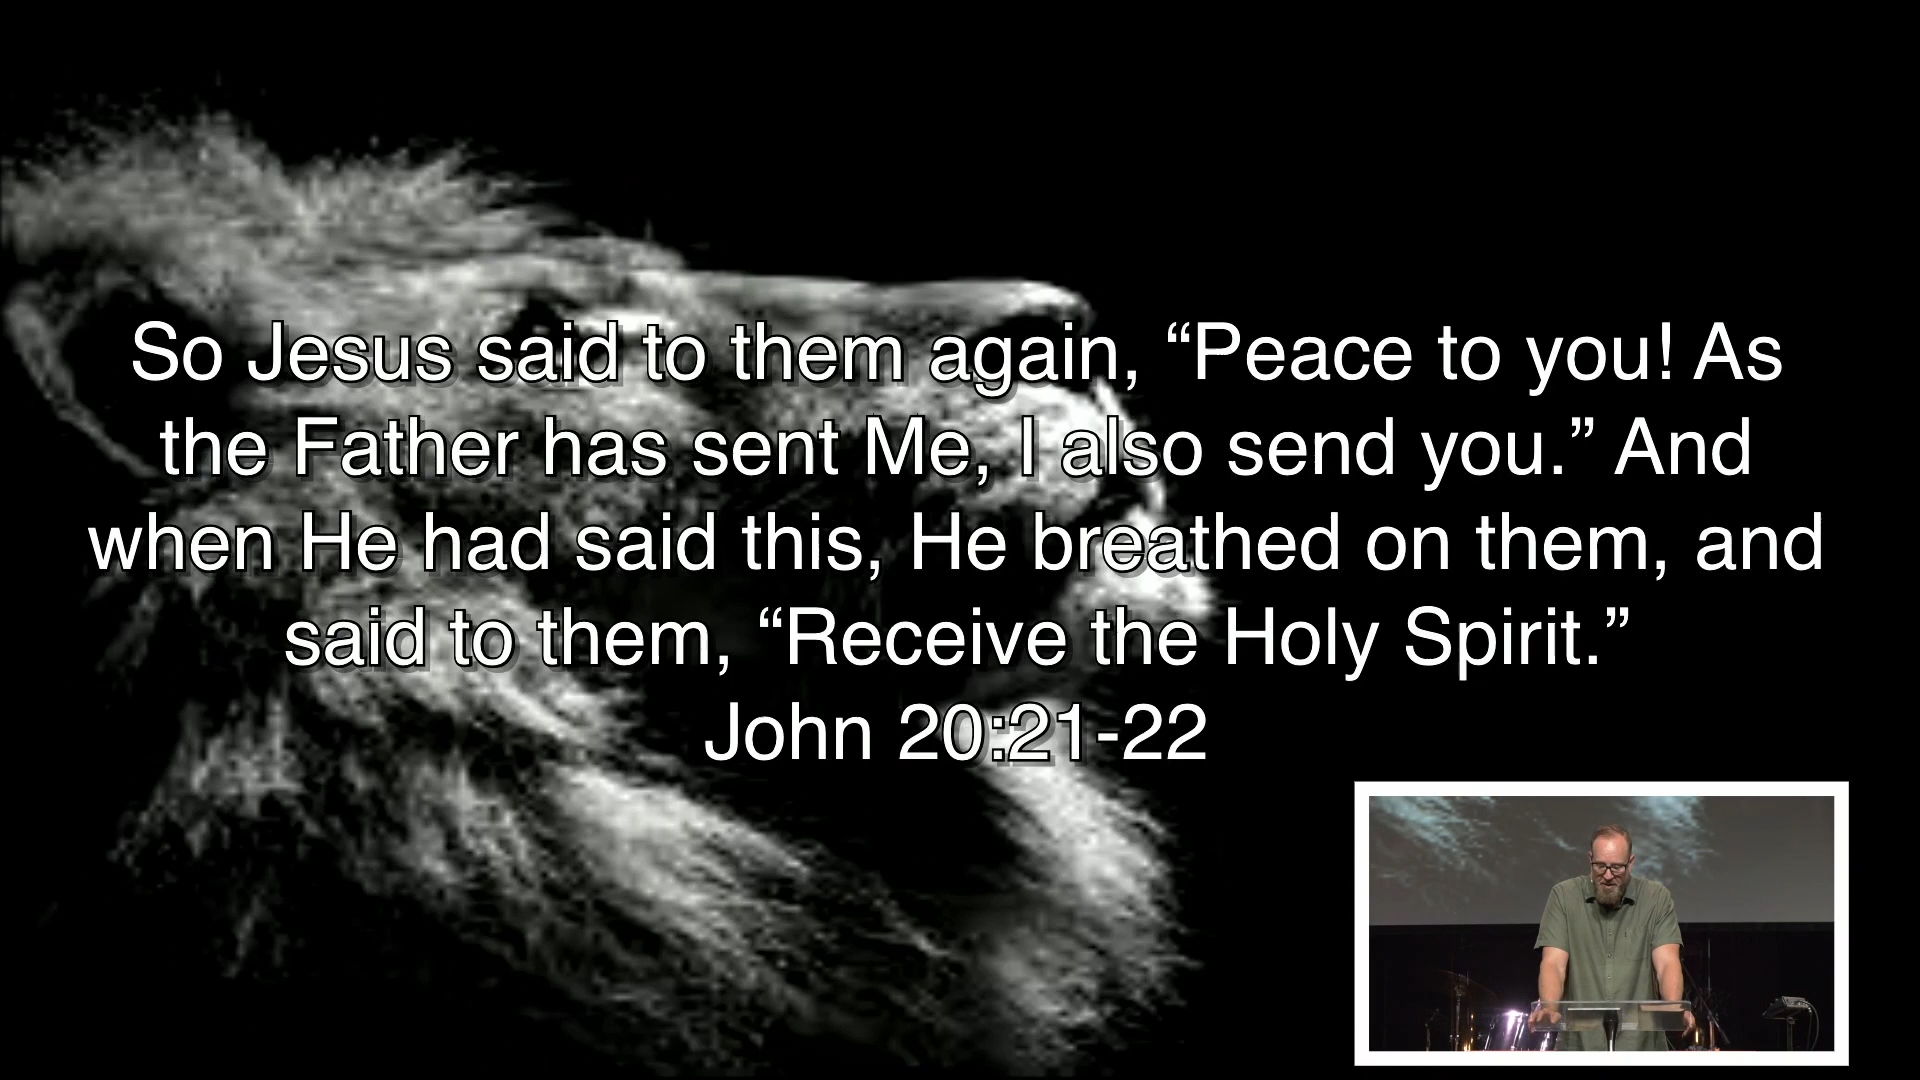 So Jesus said to them again, “Peace to you! As
the Father has sent Me, I also send you.” And
when He had said this, He breathed on them, and
said to them, “Receive the Holy Spirit.”
John 20:21-22